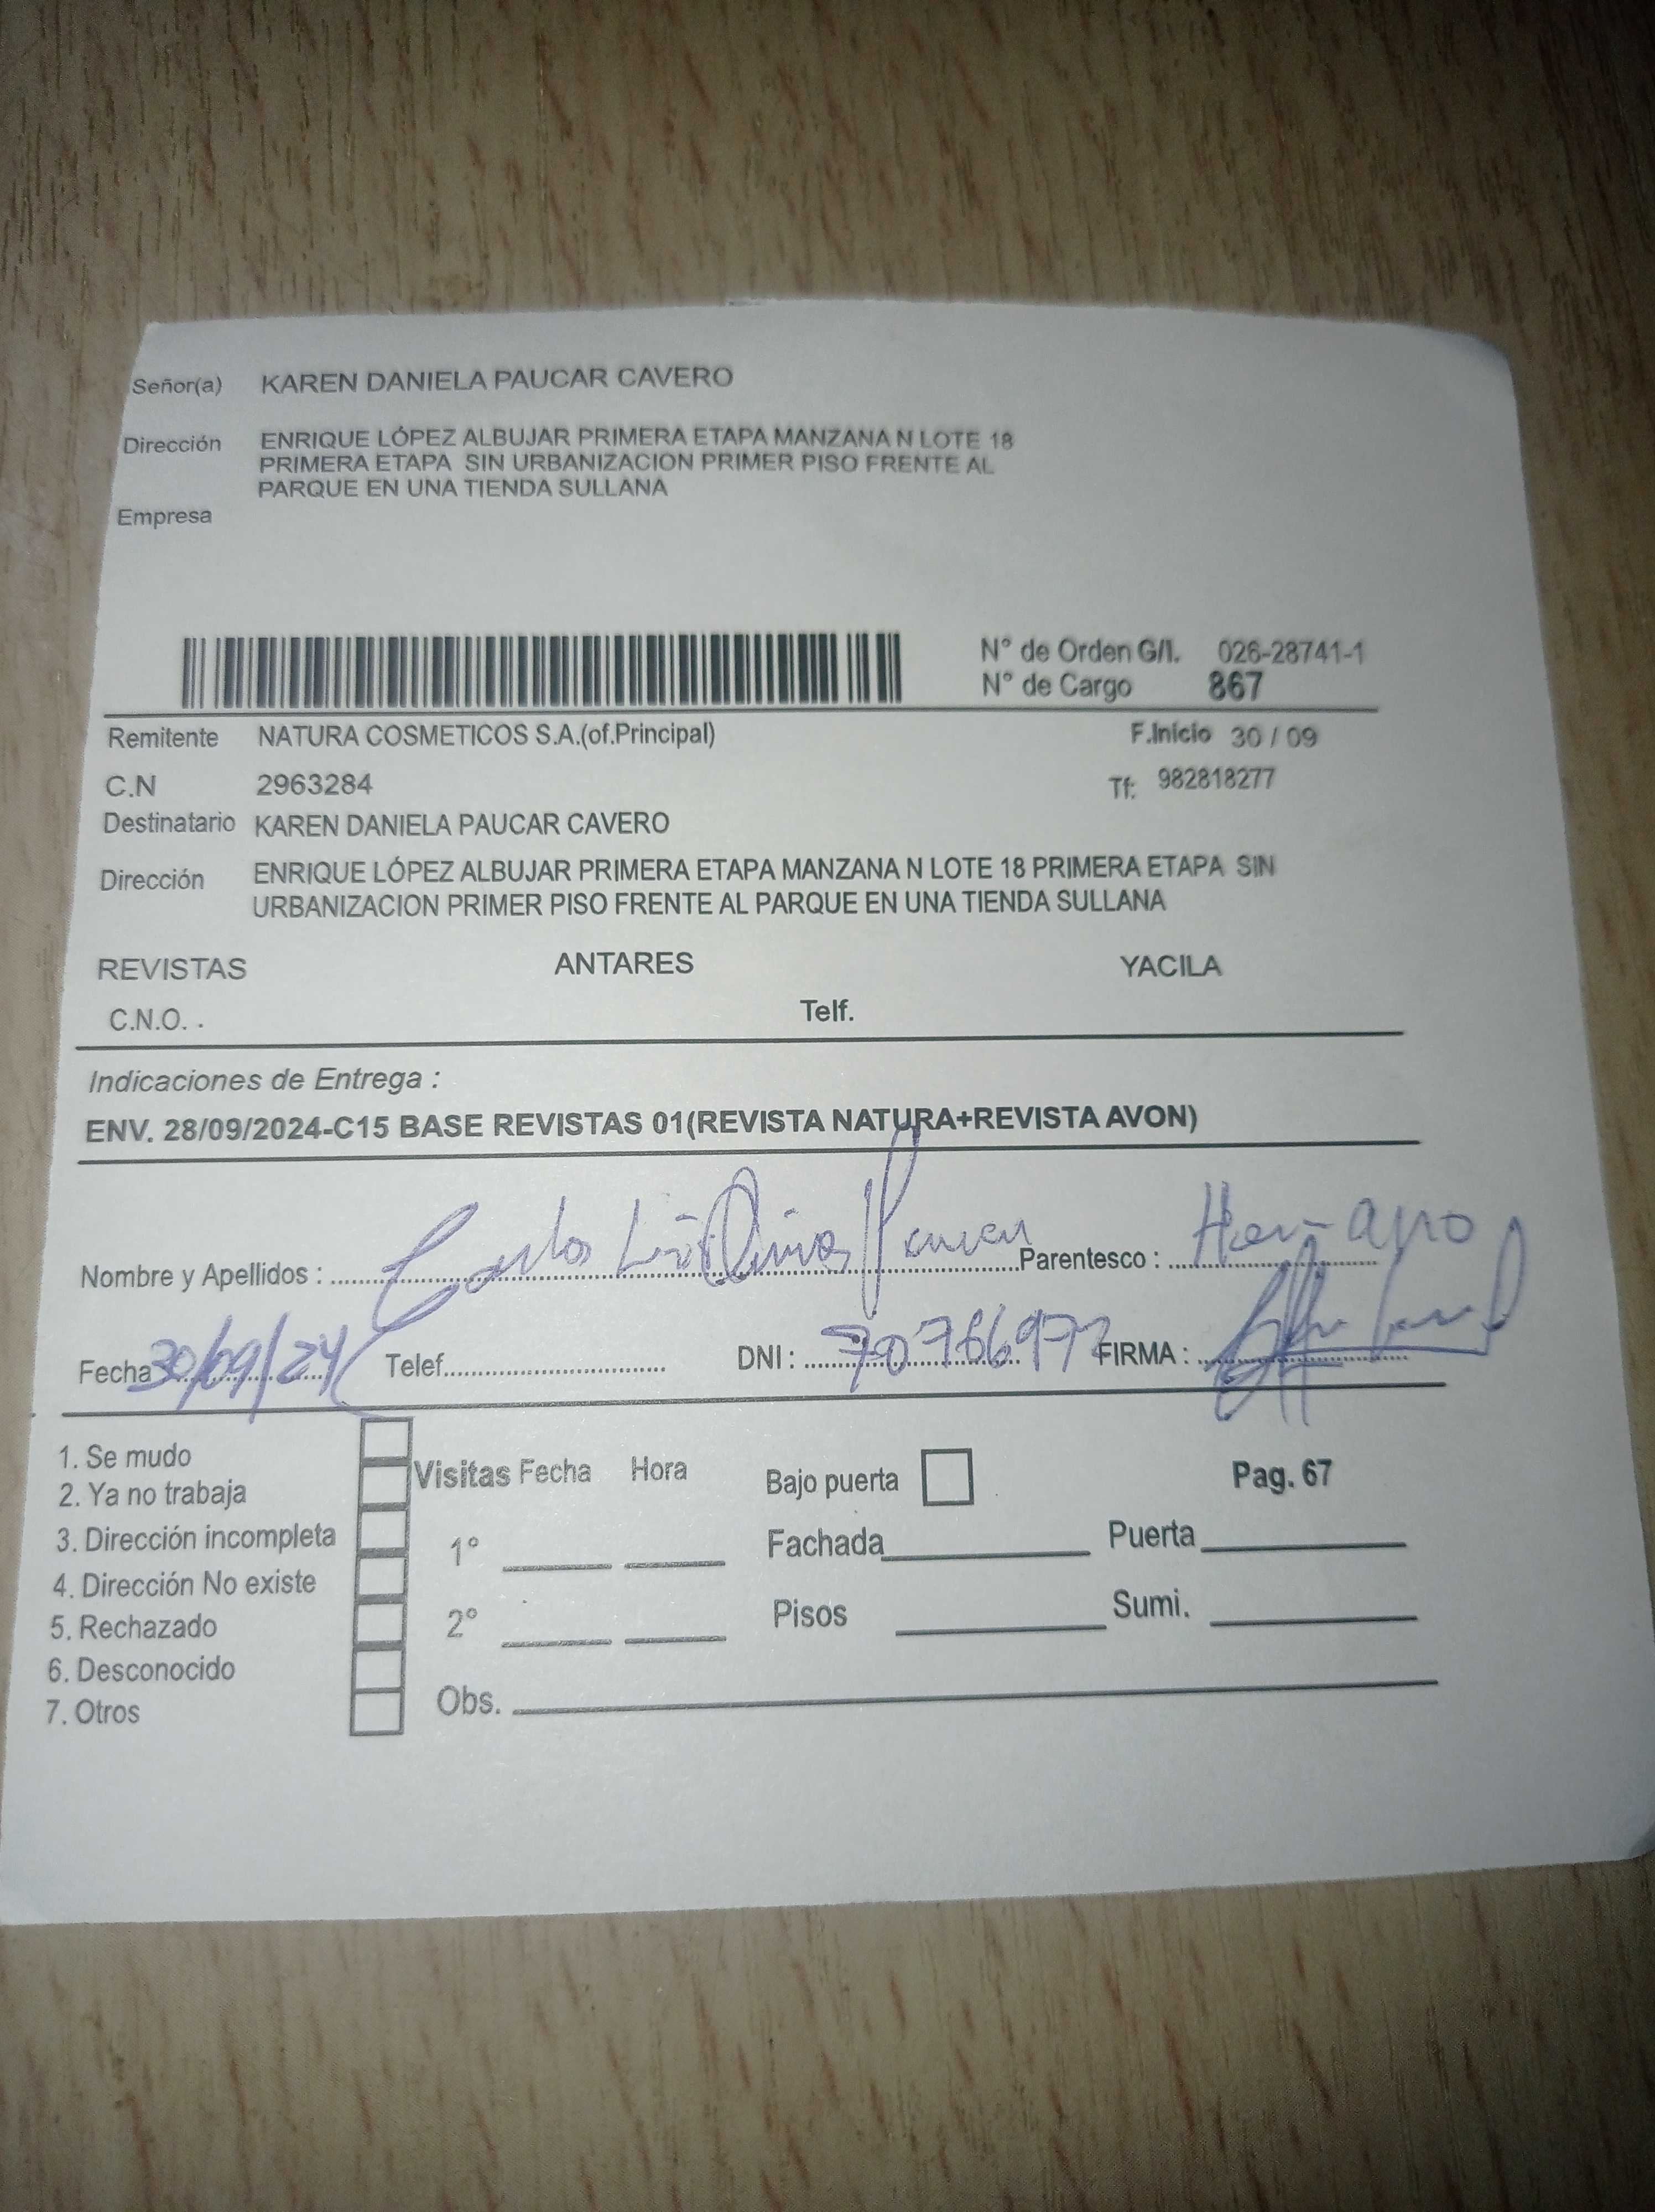 Señor(a) KAREN DANIELA PAUCAR CAVERO
Dirección ENRIQUE LÓPEZ ALBUJAR PRIMERA ETAPA MANZANA N LOTE 18
PRIMERA ETAPA SIN URBANIZACION PRIMER PISO FRENTE AL
PARQUE EN UNA TIENDA SULLANA
Empresa
N° de Orden G/I. 026-28741-1
N° de Cargo 867
Remitente NATURA COSMETICOS S.A.(of.Principal) F.Inicio 30 / 09
C.N 2963284 Tf: 982818277
Destinatario KAREN DANIELA PAUCAR CAVERO
Dirección ENRIQUE LÓPEZ ALBUJAR PRIMERA ETAPA MANZANA N LOTE 18 PRIMERA ETAPA SIN
URBANIZACION PRIMER PISO FRENTE AL PARQUE EN UNA TIENDA SULLANA
REVISTAS ANTARES YACILA
C.N.O. . Telf.
Indicaciones de Entrega :
ENV. 28/09/2024-C15 BASE REVISTAS 01(REVISTA NATURA+REVISTA AVON)
Nombre y Apellidos : Carlos Luis Paucar Parentesco : Hermano
Fecha 30/09/24 Telef. DNI : FIRMA :
1. Se mudo
2. Ya no trabaja
3. Dirección incompleta
4. Dirección No existe
5. Rechazado
6. Desconocido
7. Otros
Visitas Fecha Hora Bajo puerta Pag. 67
1° Fachada Puerta
2° Pisos Sumi.
Obs.